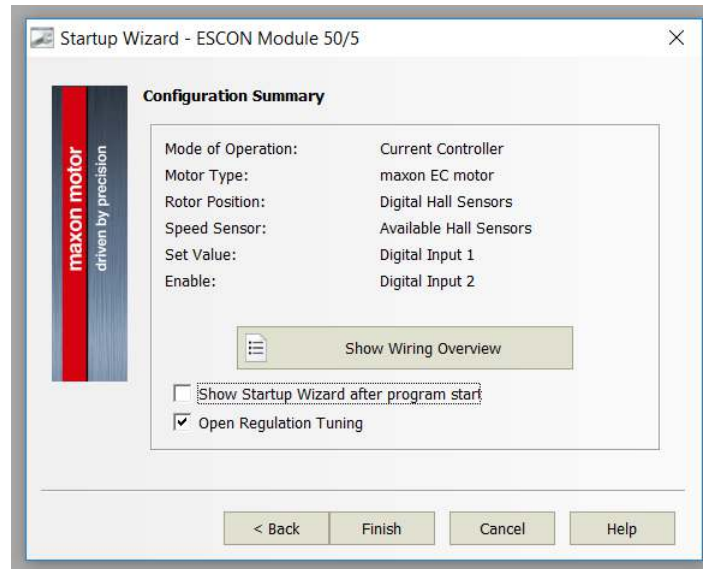 Startup Wizard - ESCON Module 50/5
Configuration Summary
maxon motor
driven by precision
Mode of Operation: Current Controller
Motor Type: maxon EC motor
Rotor Position: Digital Hall Sensors
Speed Sensor: Available Hall Sensors
Set Value: Digital Input 1
Enable: Digital Input 2
Show Wiring Overview
Show Startup Wizard after program start
Open Regulation Tuning
< Back Finish Cancel Help